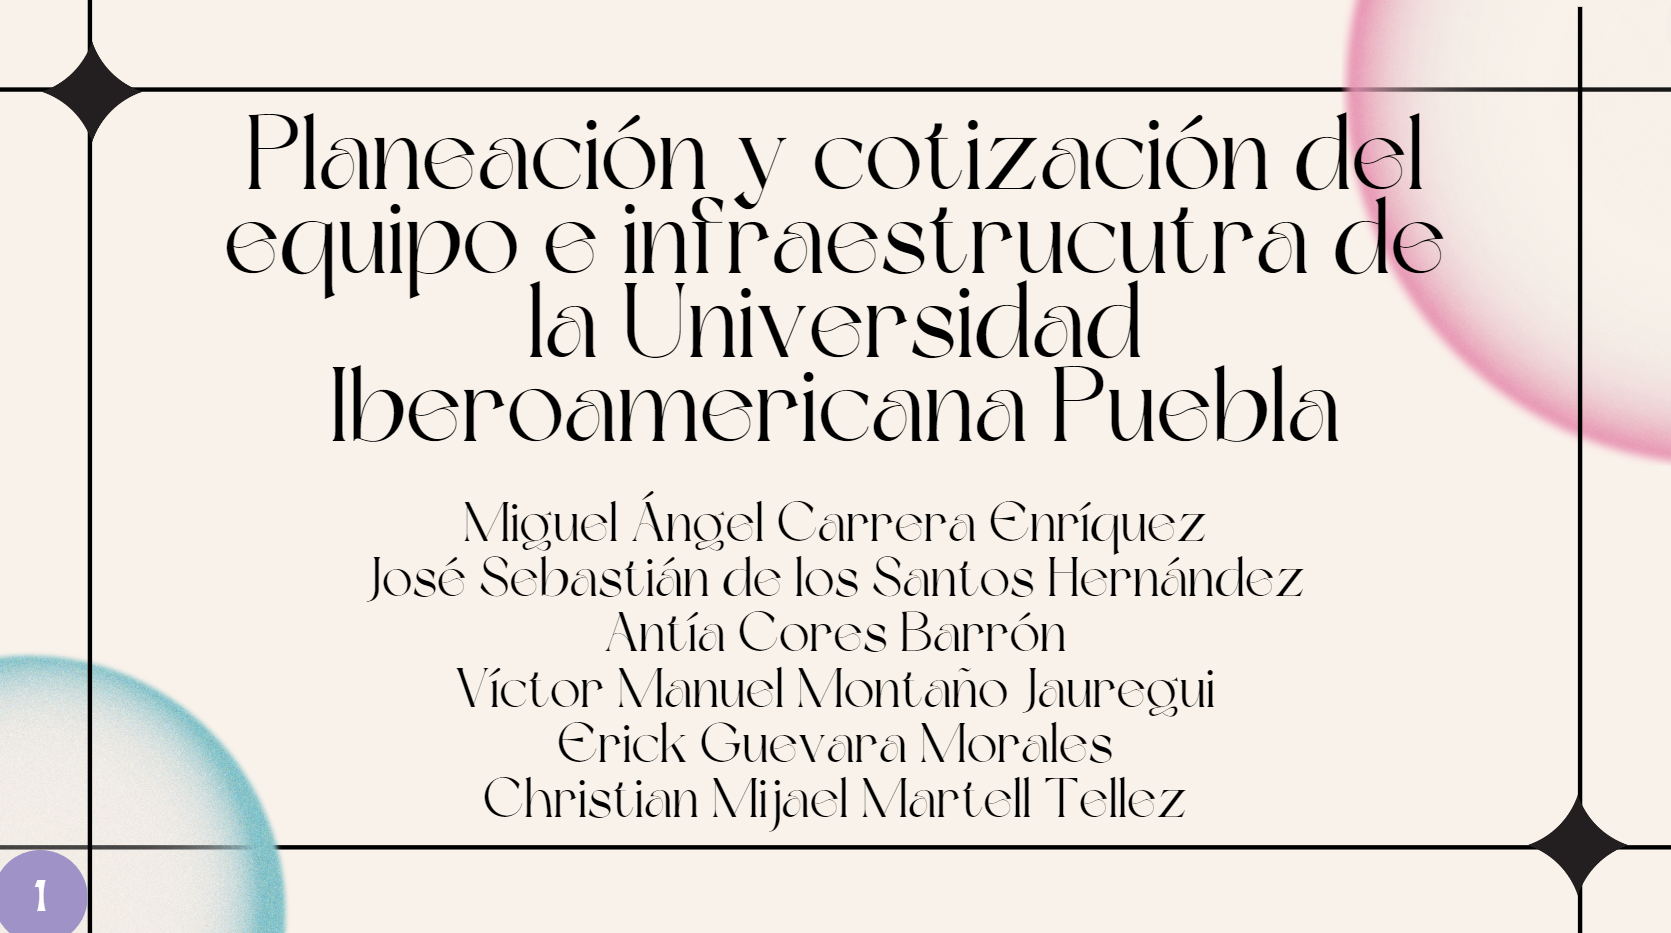 Planeación y cotización del
equipo e infraestrucutra de
la Universidad
Iberoamericana Puebla
Miguel Ángel Carrera Enríquez
José Sebastián de los Santos Hernández
Antía Cores Barrón
Víctor Manuel Montaño Jauregui
Erick Guevara Morales
Christian Mijael Martell Tellez
1